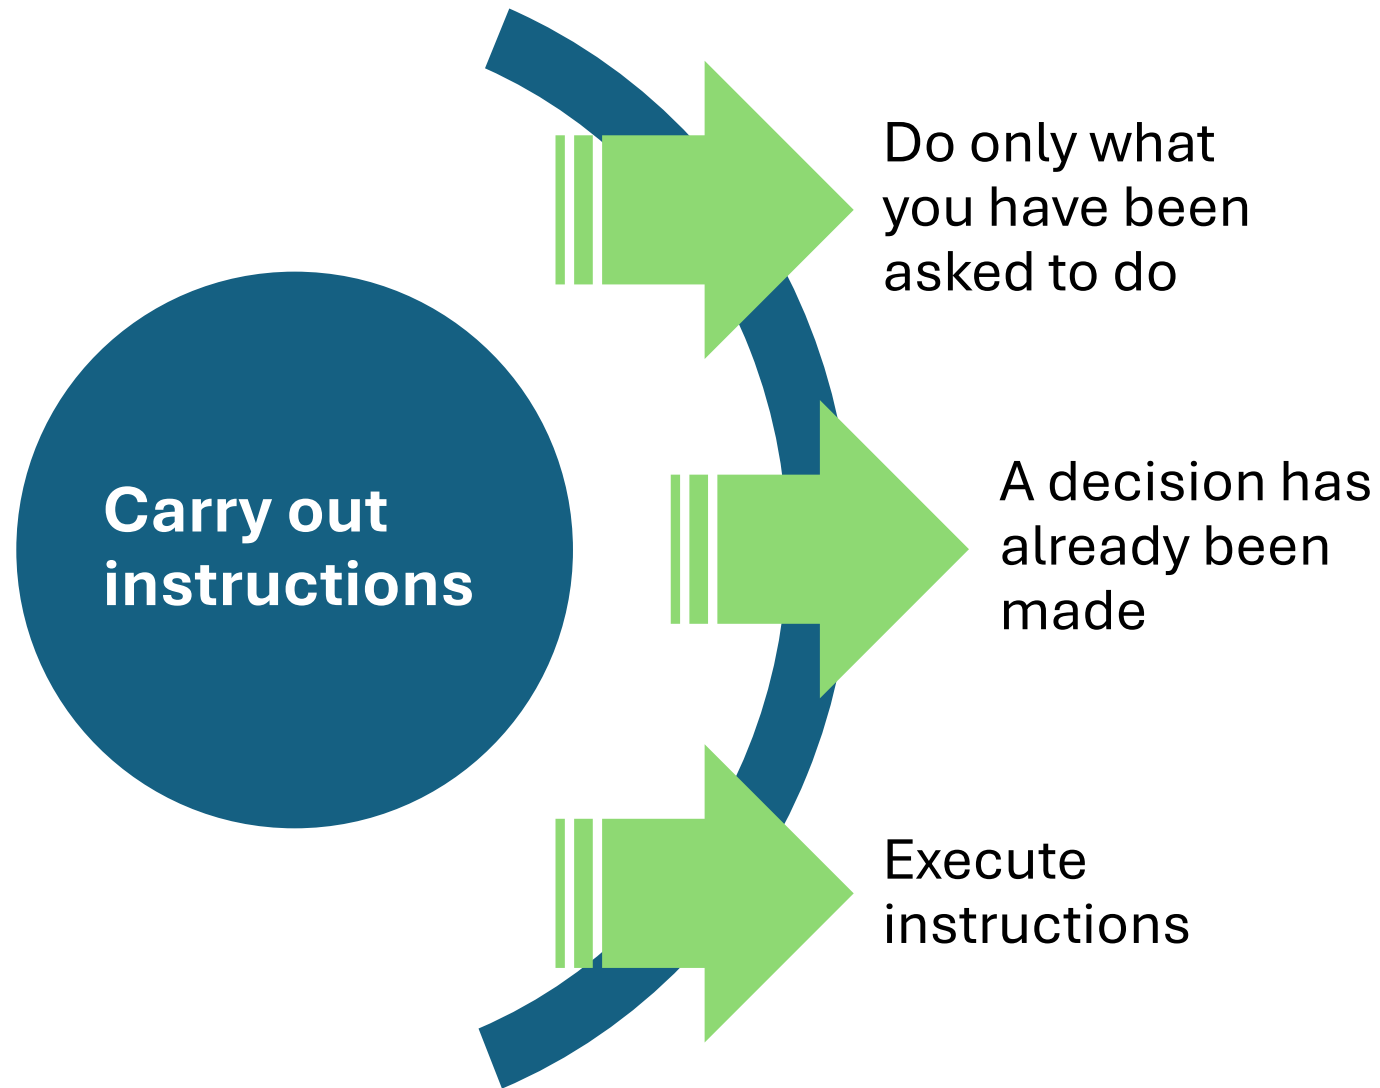 Carry out
instructions
Do only what
you have been
asked to do
A decision has
already been
made
Execute
instructions